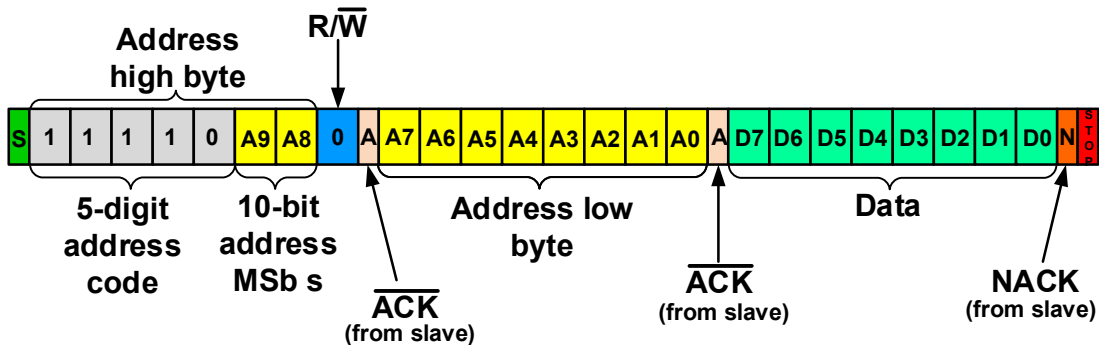 R/W
Address
high byte
S 1 1 1 1 0 A9 A8 0 A A7 A6 A5 A4 A3 A2 A1 A0 A D7 D6 D5 D4 D3 D2 D1 D0 N STOP
5-digit
address
code
10-bit
address
MSb s
Address low
byte
Data
ACK
(from slave)
ACK
(from slave)
NACK
(from slave)